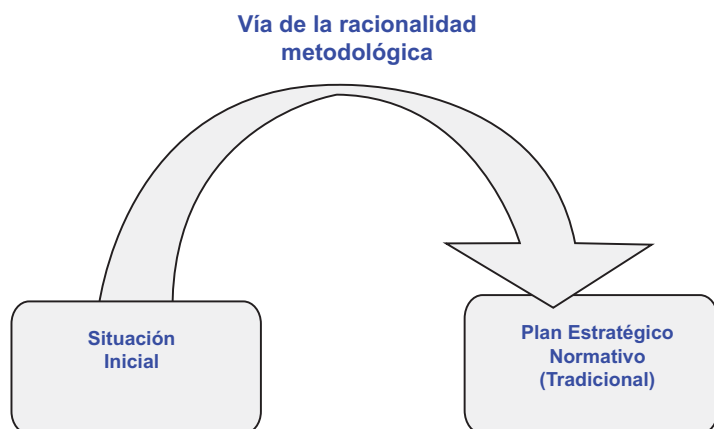 Vía de la racionalidad
metodológica
Situación
Inicial
Plan Estratégico
Normativo
(Tradicional)